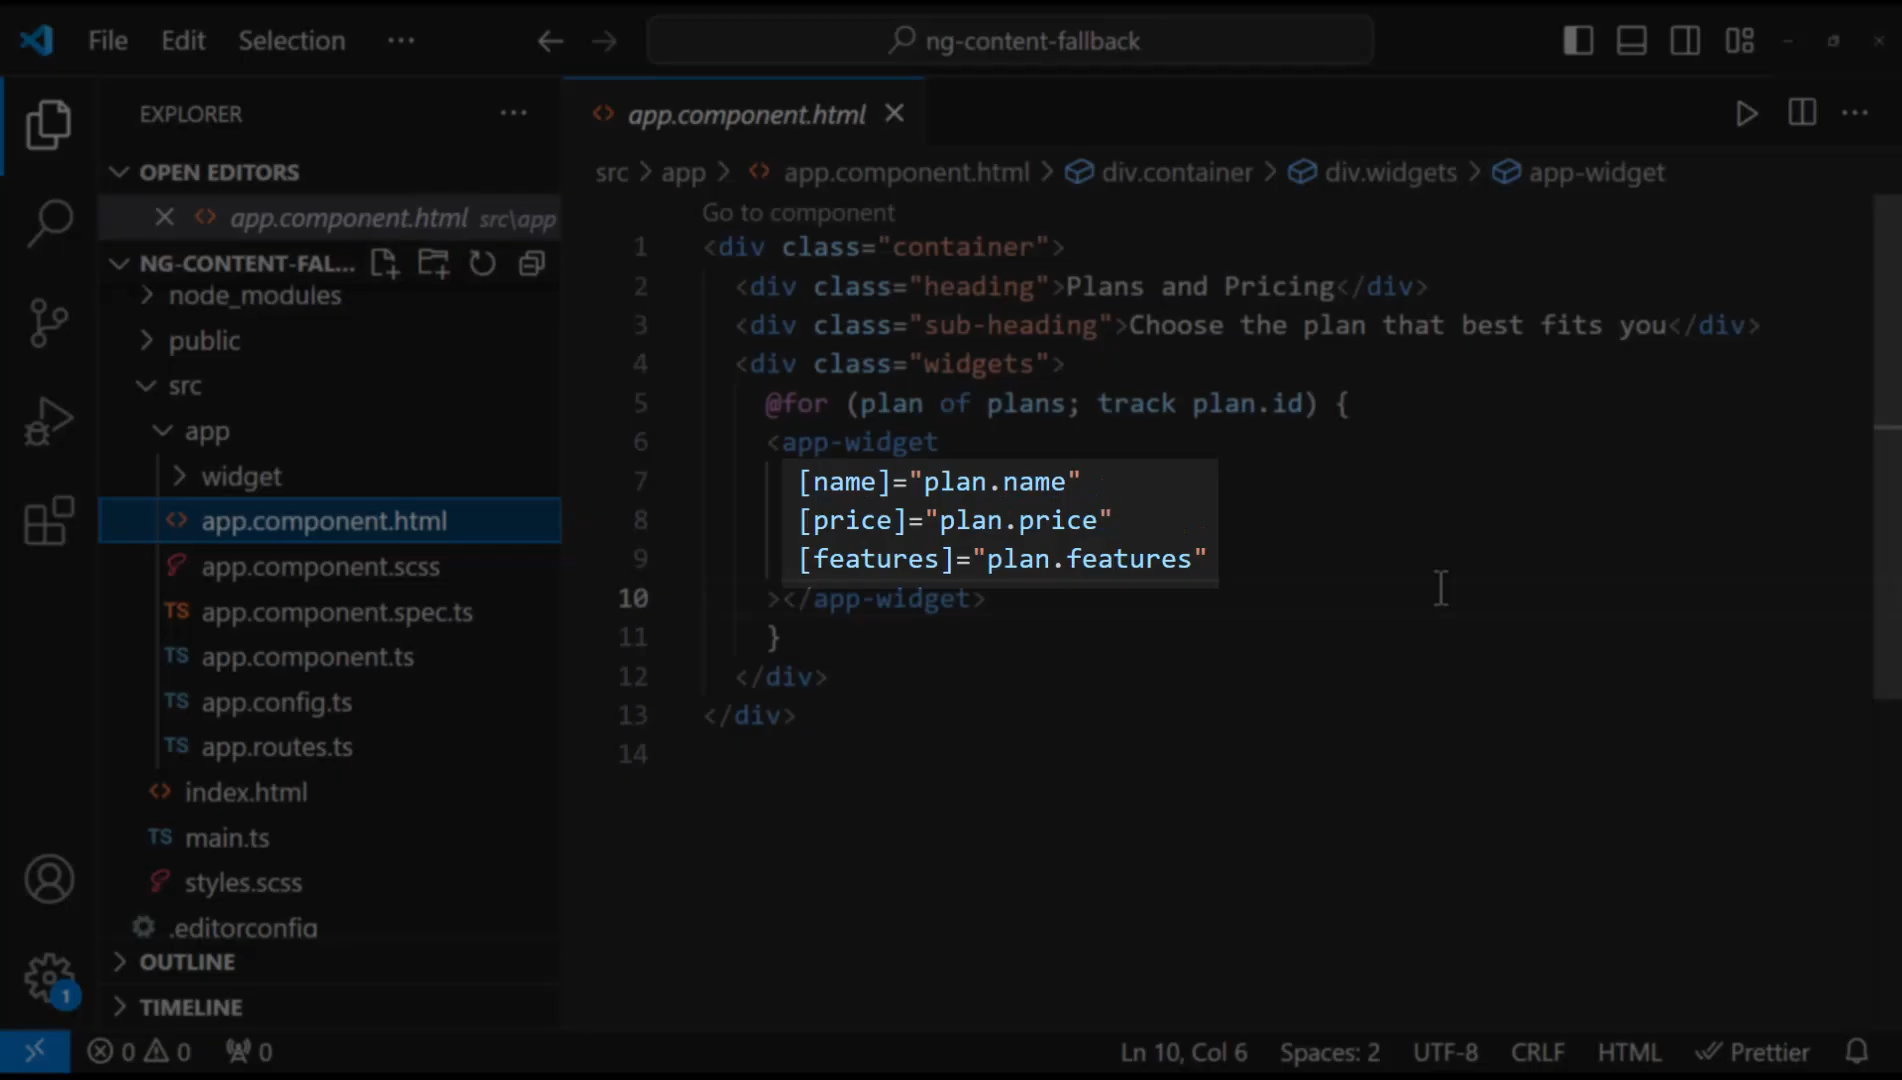 File Edit Selection ···
ng-content-fallback
EXPLORER
OPEN EDITORS
app.component.html src\app
NG-CONTENT-FAL...
node_modules
public
src
app
widget
app.component.html
app.component.scss
TS app.component.spec.ts
TS app.component.ts
TS app.config.ts
TS app.routes.ts
index.html
TS main.ts
styles.scss
.editorconfig
OUTLINE
TIMELINE
1
app.component.html
src > app > app.component.html > div.container > div.widgets > app-widget
Go to component
1 <div class="container">
2 <div class="heading">Plans and Pricing</div>
3 <div class="sub-heading">Choose the plan that best fits you</div>
4 <div class="widgets">
5 @for (plan of plans; track plan.id) {
6 <app-widget
7 [name]="plan.name"
8 [price]="plan.price"
9 [features]="plan.features"
10 ></app-widget>
11 }
12 </div>
13 </div>
14
0 0 0 Ln 10, Col 6 Spaces: 2 UTF-8 CRLF HTML Prettier